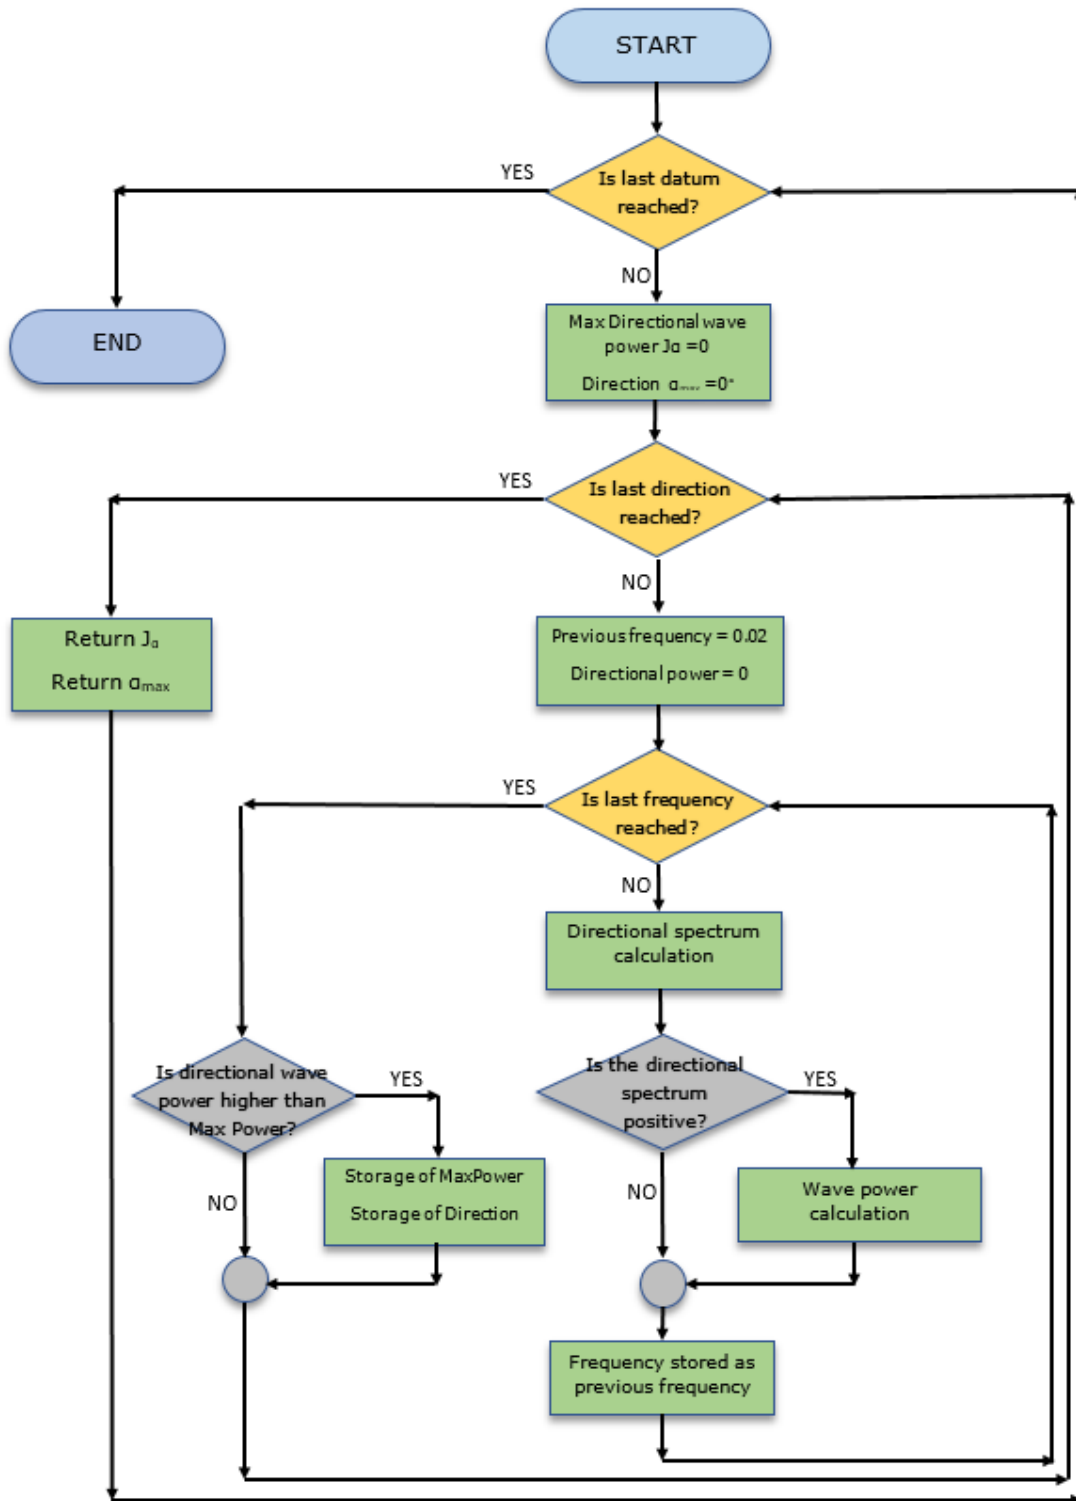 START
YES
Is last datum
reached?
NO
END
Max Directional wave
power Jα =0
Direction αmax =0°
YES
Is last direction
reached?
NO
Return Jα
Return αmax
Previous frequency = 0.02
Directional power = 0
YES
Is last frequency
reached?
NO
Directional spectrum
calculation
Is directional wave
power higher than
Max Power?
YES
Is the directional
spectrum
positive?
YES
NO
Storage of MaxPower
Storage of Direction
NO
Wave power
calculation
Frequency stored as
previous frequency